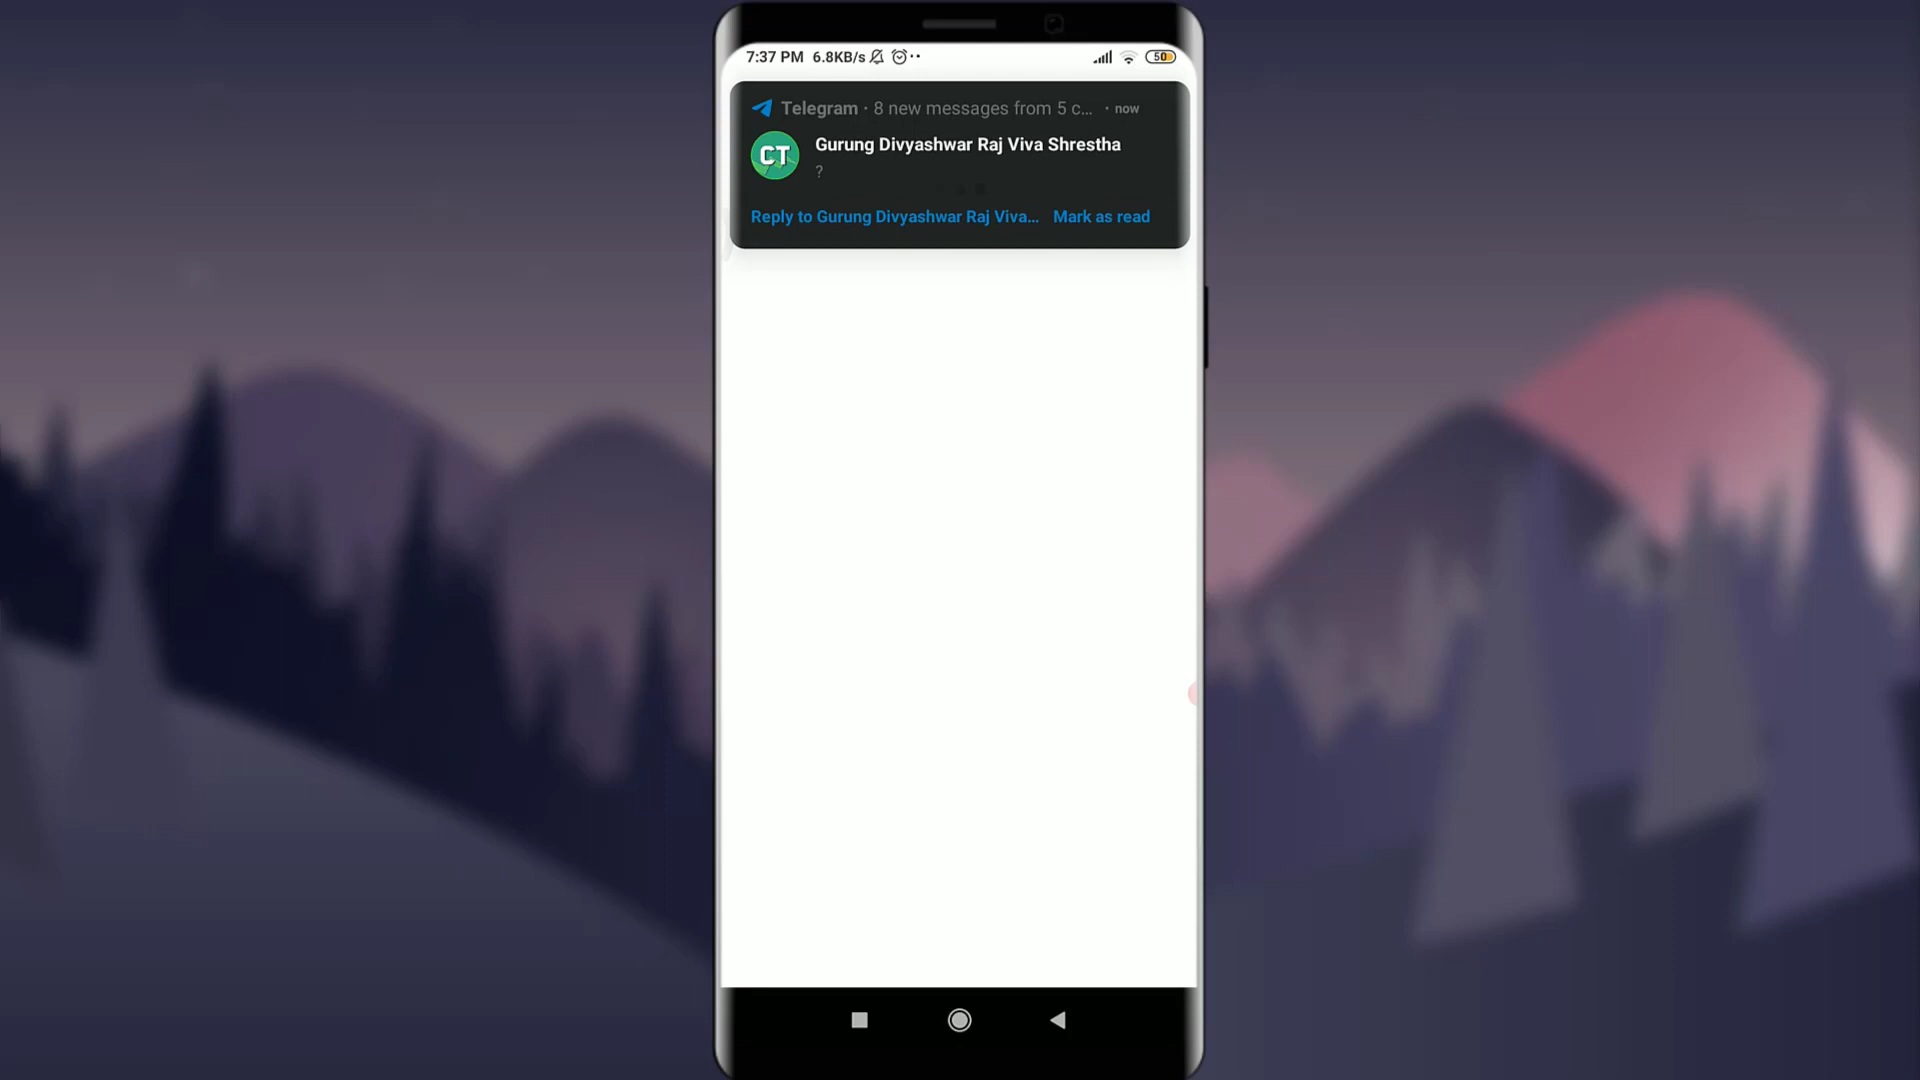 7:37 PM 6.8KB/s 50
Telegram · 8 new messages from 5 c... · now
CT
Gurung Divyashwar Raj Viva Shrestha
?
Reply to Gurung Divyashwar Raj Viva... Mark as read